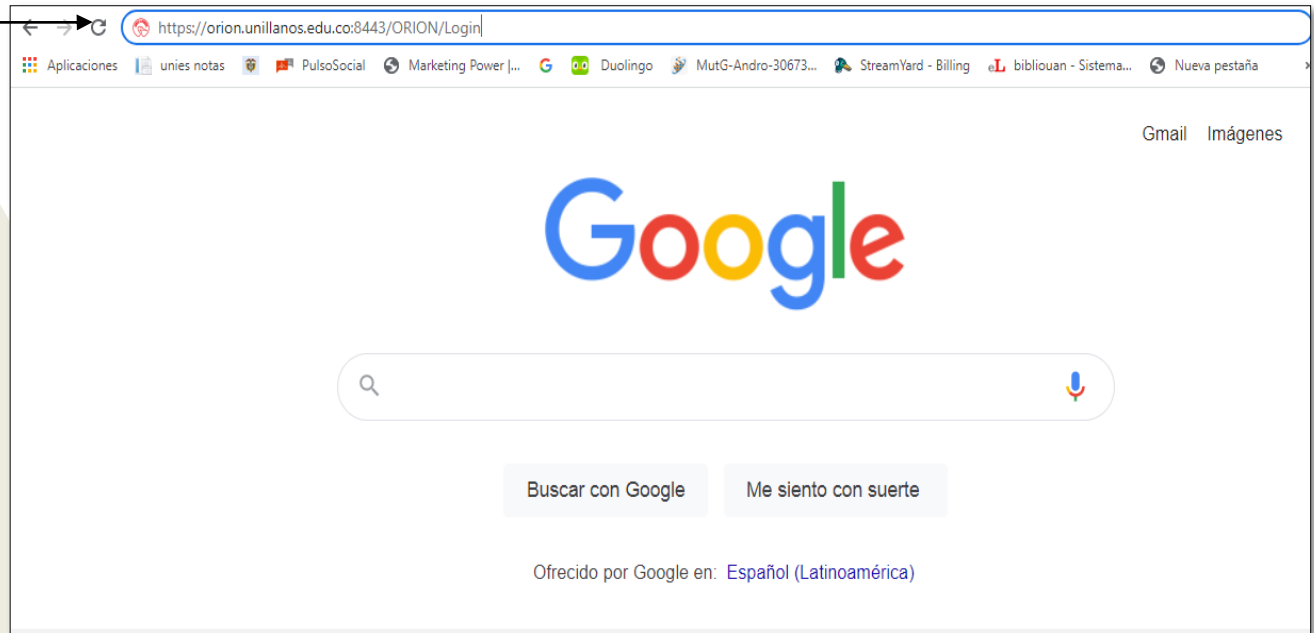 https://orion.unillanos.edu.co:8443/ORION/Login
Aplicaciones unies notas PulsoSocial Marketing Power |... G Duolingo MutG-Andro-30673... StreamYard - Billing eL bibliouan - Sistema... Nueva pestaña »
Gmail Imágenes
Google
Buscar con Google Me siento con suerte
Ofrecido por Google en: Español (Latinoamérica)